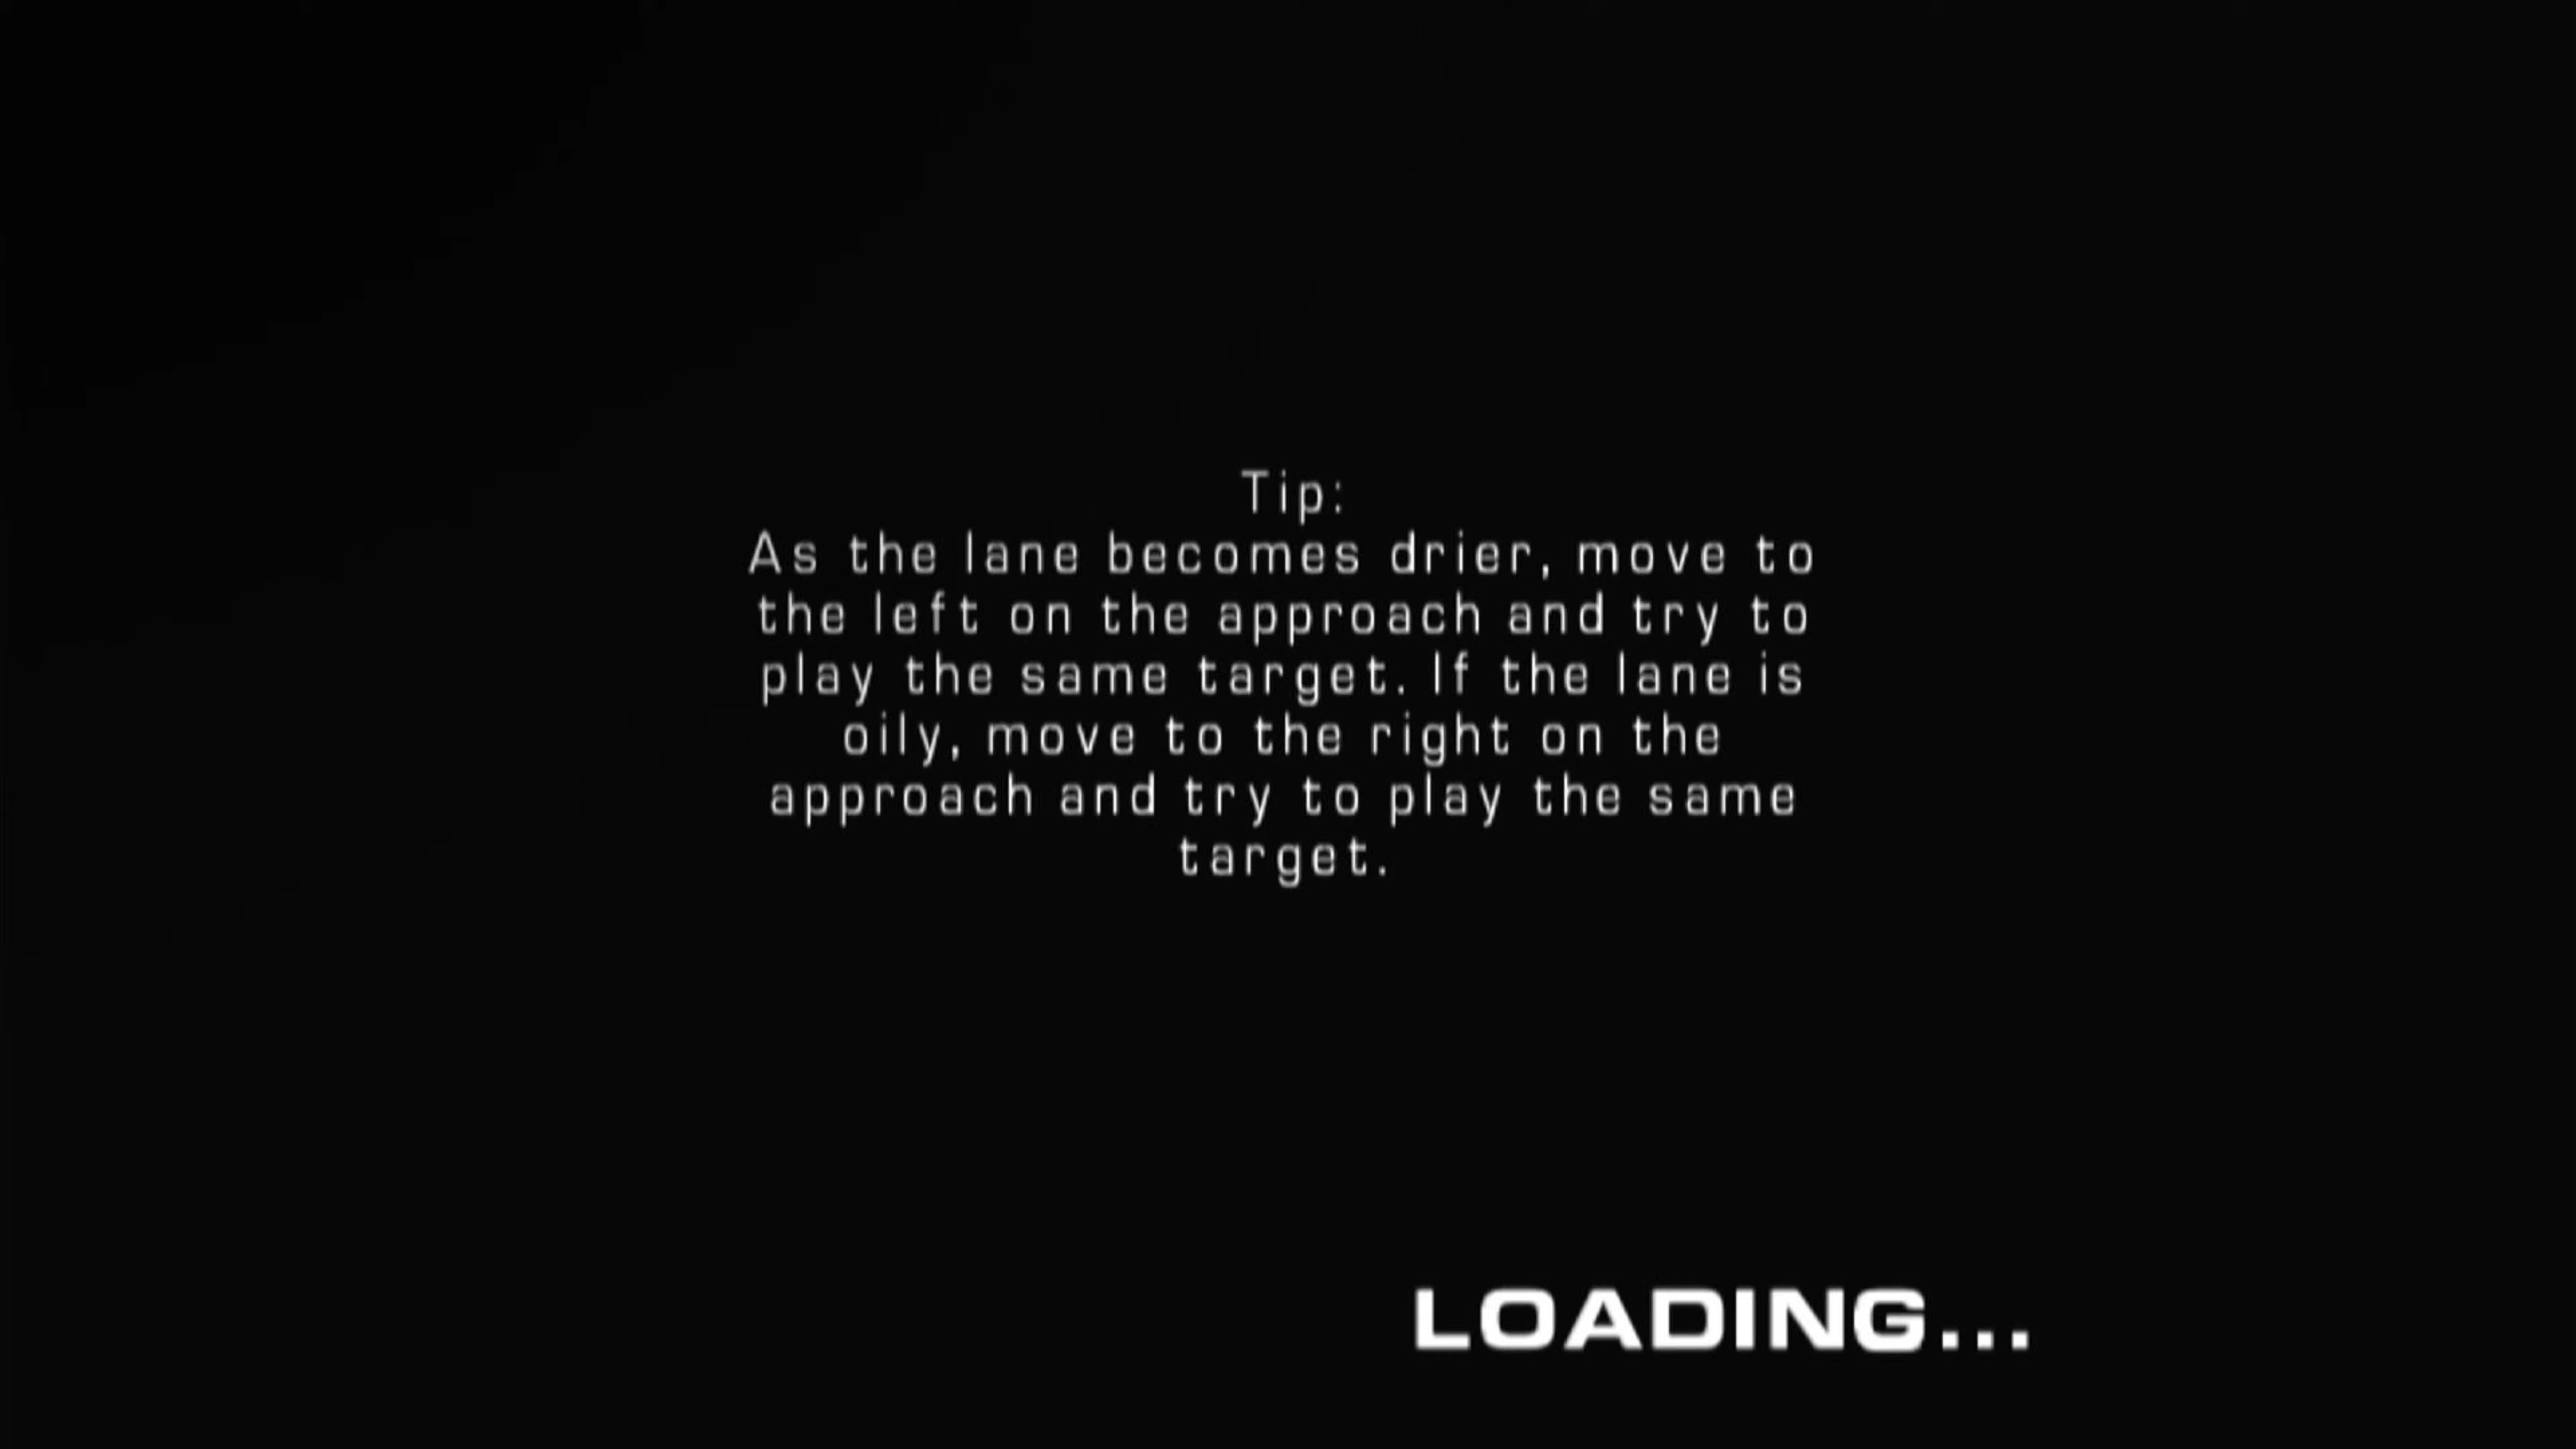 Tip:
As the lane becomes drier, move to
the left on the approach and try to
play the same target. If the lane is
oily, move to the right on the
approach and try to play the same
target.
LOADING...